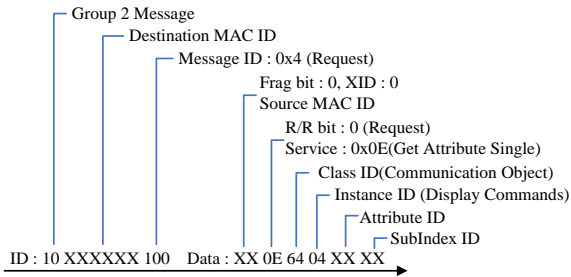 Group 2 Message
Destination MAC ID
Message ID : 0x4 (Request)
Frag bit : 0, XID : 0
Source MAC ID
R/R bit : 0 (Request)
Service : 0x0E(Get Attribute Single)
Class ID(Communication Object)
Instance ID (Display Commands)
Attribute ID
SubIndex ID
ID : 10 XXXXXX 100 Data : XX 0E 64 04 XX XX